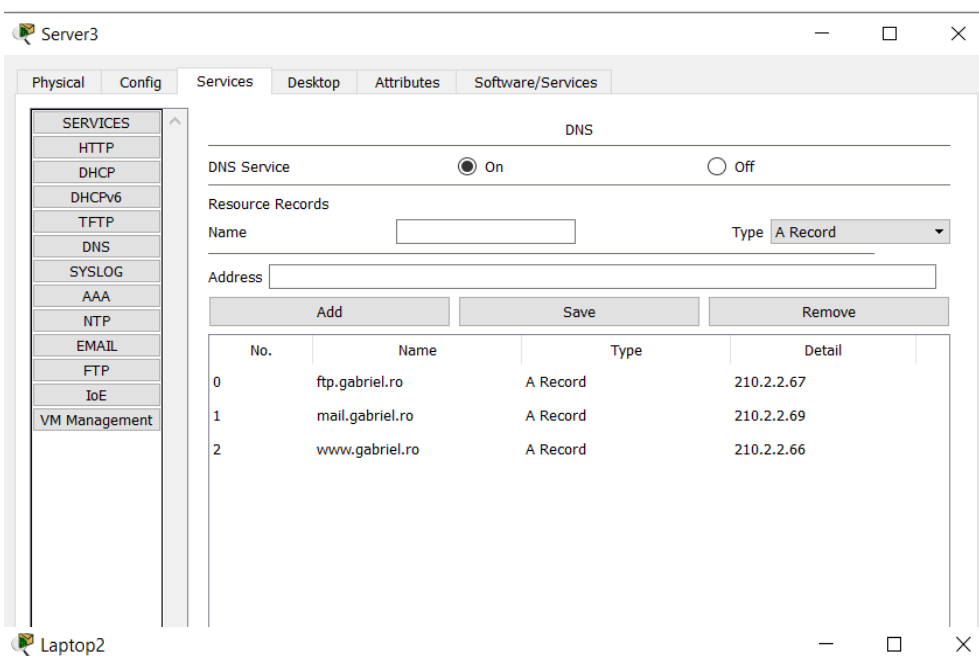 Server3
Physical Config Services Desktop Attributes Software/Services
SERVICES
HTTP
DHCP
DHCPv6
TFTP
DNS
SYSLOG
AAA
NTP
EMAIL
FTP
IoE
VM Management
DNS
DNS Service On Off
Resource Records
Name Type A Record
Address
Add Save Remove
No. Name Type Detail
0 ftp.gabriel.ro A Record 210.2.2.67
1 mail.gabriel.ro A Record 210.2.2.69
2 www.gabriel.ro A Record 210.2.2.66
Laptop2